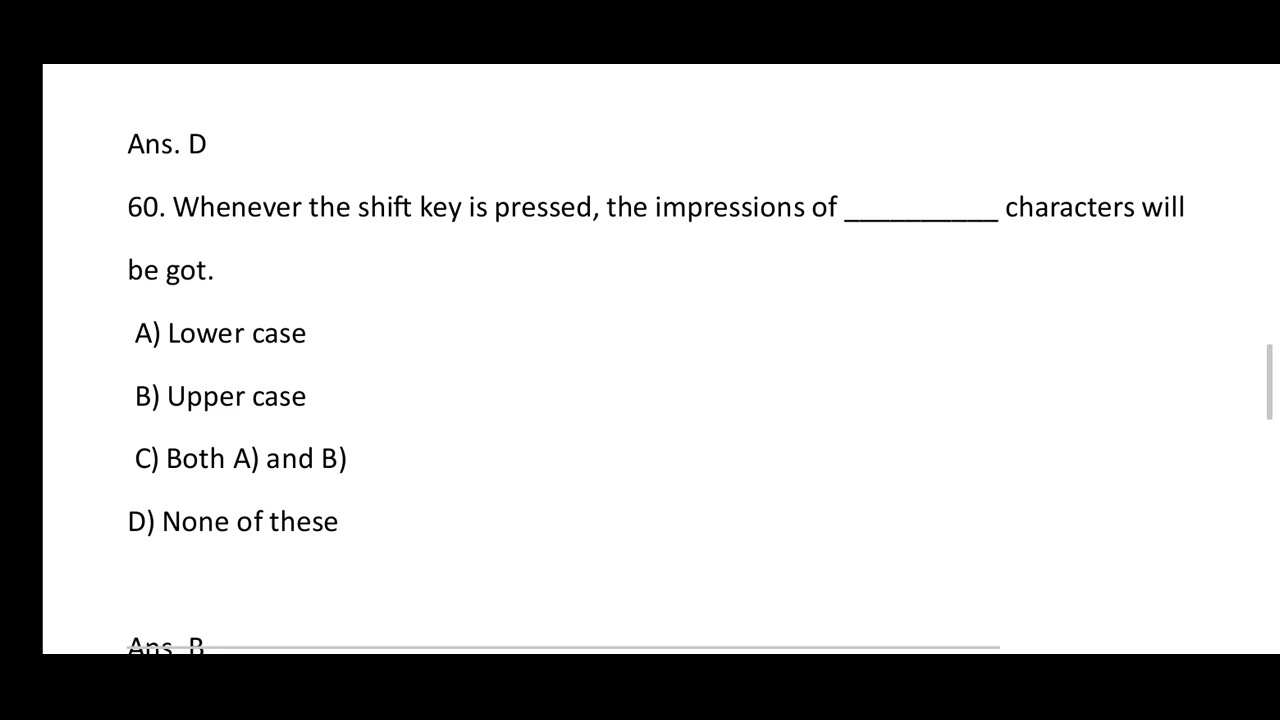 Ans. D
60. Whenever the shift key is pressed, the impressions of __________ characters will
be got.
A) Lower case
B) Upper case
C) Both A) and B)
D) None of these
Ans. B